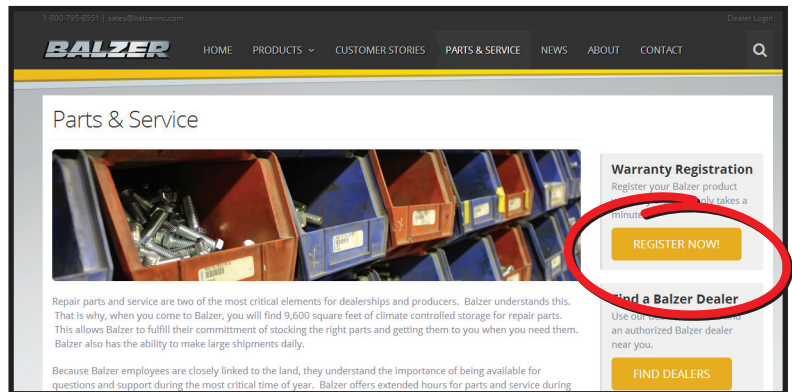 1-800-795-8551 | sales@balzerinc.com
Dealer Login
BALZER
HOME PRODUCTS CUSTOMER STORIES PARTS & SERVICE NEWS ABOUT CONTACT
Parts & Service
Warranty Registration
Register your Balzer product
only takes a
minute
REGISTER NOW!
Repair parts and service are two of the most critical elements for dealerships and producers. Balzer understands this.
That is why, when you come to Balzer, you will find 9,600 square feet of climate controlled storage for repair parts.
This allows Balzer to fulfill their committment of stocking the right parts and getting them to you when you need them.
Balzer also has the ability to make large shipments daily.
Because Balzer employees are closely linked to the land, they understand the importance of being available for
questions and support during the most critical time of year. Balzer offers extended hours for parts and service during
Find a Balzer Dealer
Use our
an authorized Balzer dealer
near you.
FIND DEALERS